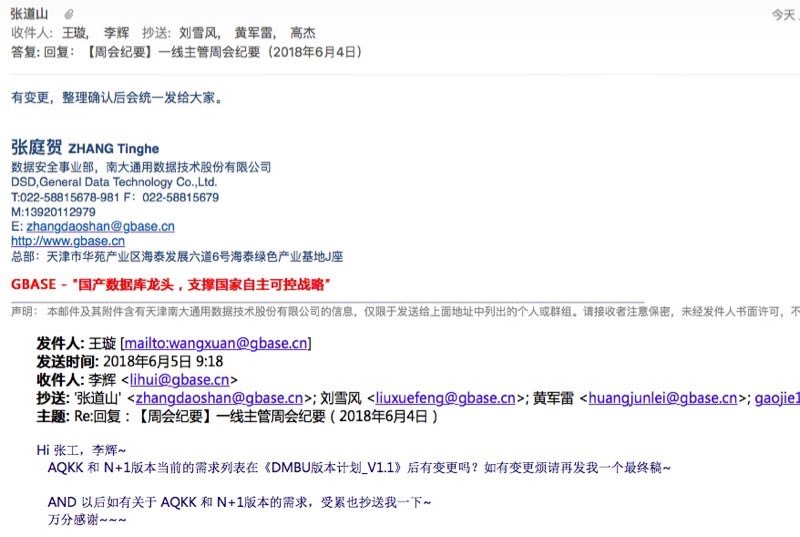 张道山
今天
收件人: 王璇, 李辉 抄送: 刘雪风, 黄军雷, 高杰
答复: 回复: 【周会纪要】一线主管周会纪要（2018年6月4日）
有变更，整理确认后会统一发给大家。
张庭贺 ZHANG Tinghe
数据安全事业部，南大通用数据技术股份有限公司
DSD,General Data Technology Co.,Ltd.
T:022-58815678-981 F：022-58815679
M:13920112979
E: zhangdaoshan@gbase.cn
http://www.gbase.cn
总部：天津市华苑产业区海泰发展六道6号海泰绿色产业基地J座
GBASE - "国产数据库龙头，支撑国家自主可控战略"
声明： 本邮件及其附件含有天津南大通用数据技术股份有限公司的信息，仅限于发送给上面地址中列出的个人或群组。请接收者注意保密，未经发件人书面许可，不
发件人: 王璇 [mailto:wangxuan@gbase.cn]
发送时间: 2018年6月5日 9:18
收件人: 李辉 <lihui@gbase.cn>
抄送: '张道山' <zhangdaoshan@gbase.cn>; 刘雪风 <liuxuefeng@gbase.cn>; 黄军雷 <huangjunlei@gbase.cn>; gaojie1
主题: Re:回复：【周会纪要】一线主管周会纪要（2018年6月4日）
Hi 张工，李辉~
AQKK 和 N+1版本当前的需求列表在《DMBU版本计划_V1.1》后有变更吗？如有变更烦请再发我一个最终稿~
AND 以后如有关于 AQKK 和 N+1版本的需求，受累也抄送我一下~
万分感谢~~~